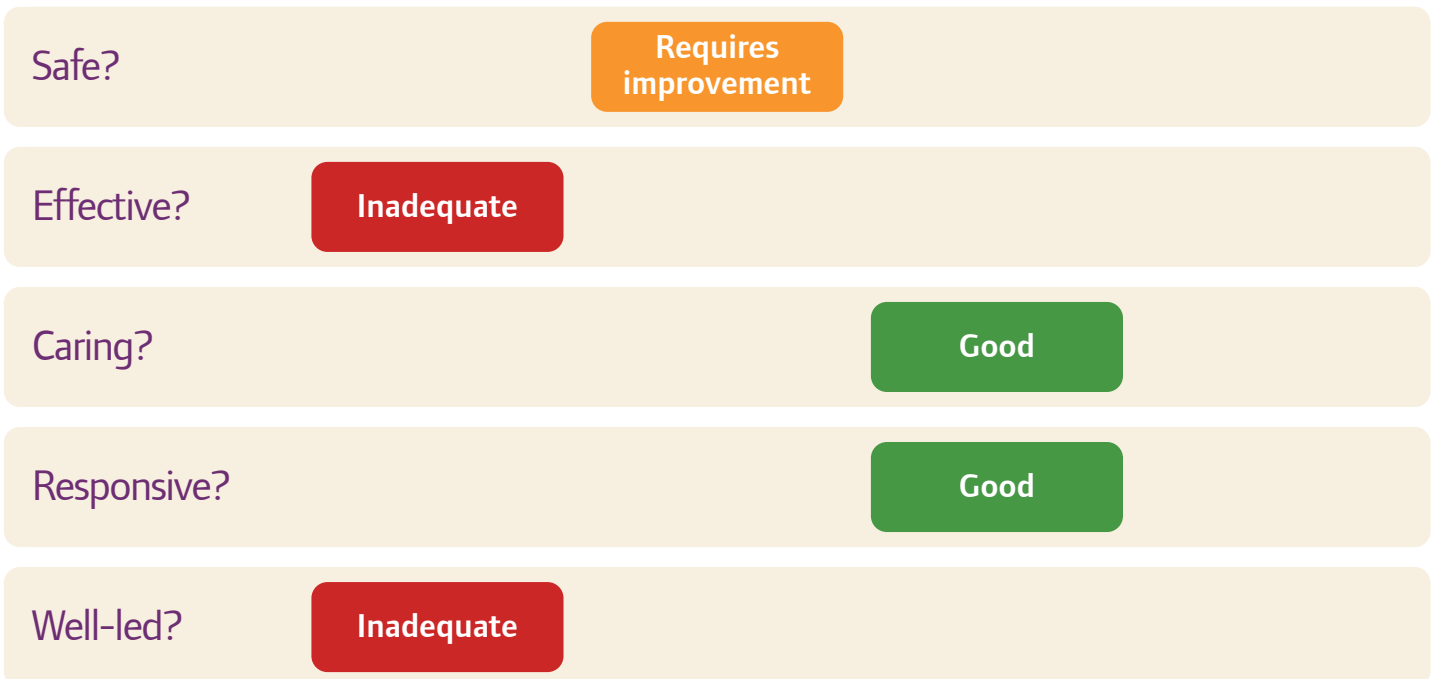 Safe?
Requires
improvement
Effective?
Inadequate
Caring?
Good
Responsive?
Good
Well-led?
Inadequate